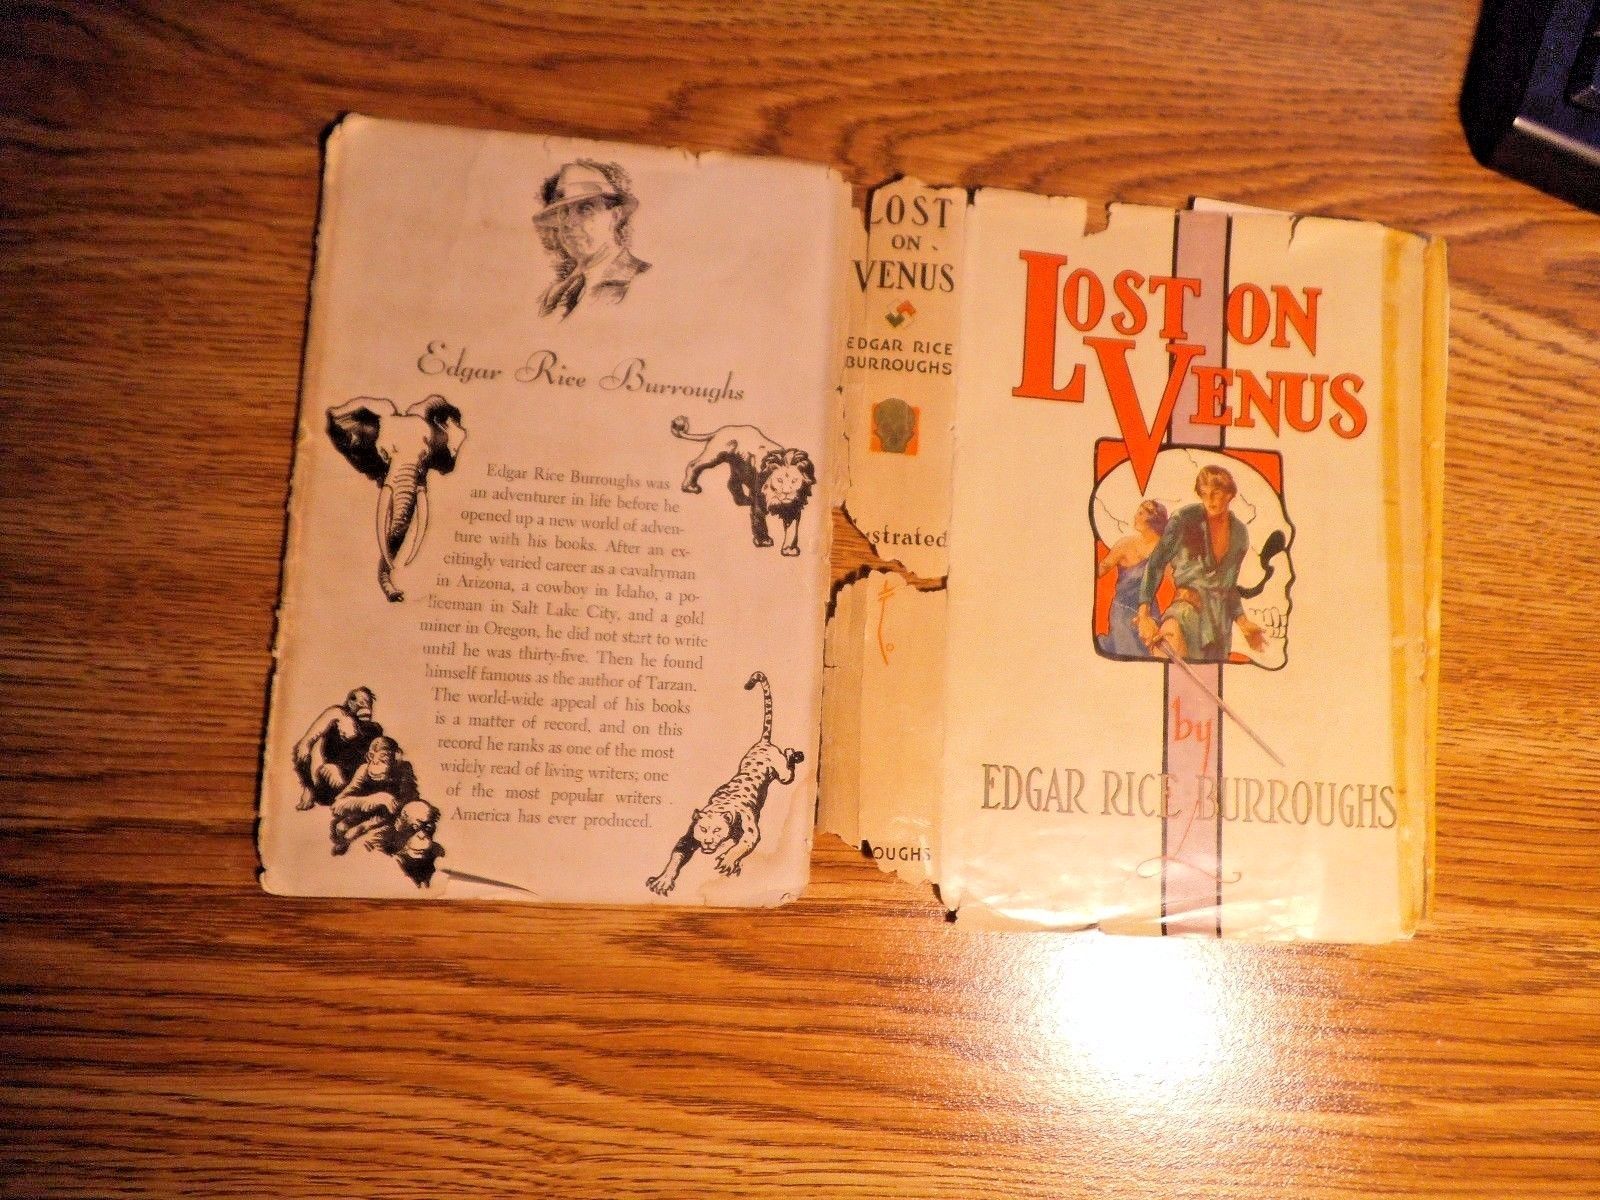 Edgar Rice Burroughs
Edgar Rice Burroughs was
an adventurer in life before he
opened up a new world of adven-
ture with his books. After an ex-
citingly varied career as a cavalryman
in Arizona, a cowboy in Idaho, a po-
liceman in Salt Lake City, and a gold
miner in Oregon, he did not start to write
until he was thirty-five. Then he found
himself famous as the author of Tarzan.
The world-wide appeal of his books
is a matter of record, and on this
record he ranks as one of the most
widely read of living writers; one
of the most popular writers
America has ever produced.
LOST
ON
VENUS
EDGAR RICE
BURROUGHS
strated
OUGHS
LOST ON
VENUS
by
EDGAR RICE BURROUGHS